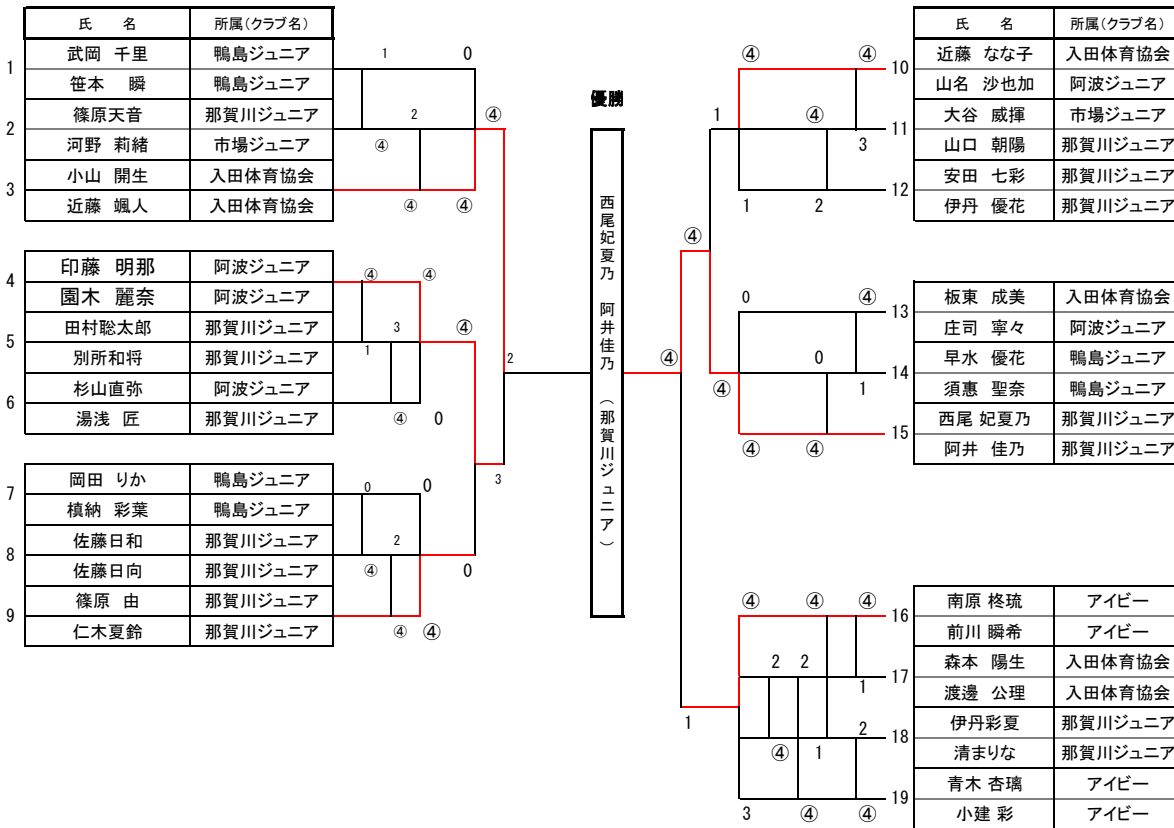 氏 名 所属(クラブ名)
1 武岡 千里 鴨島ジュニア
笹本 瞬 鴨島ジュニア
2 篠原天音 那賀川ジュニア
河野 莉緒 市場ジュニア
3 小山 開生 入田体育協会
近藤 颯人 入田体育協会
1 0
2 ④
④
④ ④
4 印藤 明那 阿波ジュニア
園木 麗奈 阿波ジュニア
5 田村聡太郎 那賀川ジュニア
別所和将 那賀川ジュニア
6 杉山直弥 阿波ジュニア
湯浅 匠 那賀川ジュニア
④ ④
3 ④
1 2
④ 0
7 岡田 りか 鴨島ジュニア
槙納 彩葉 鴨島ジュニア
8 佐藤日和 那賀川ジュニア
佐藤日向 那賀川ジュニア
9 篠原 由 那賀川ジュニア
仁木夏鈴 那賀川ジュニア
0 0 3
2
④ 0
④ ④
優勝
西尾妃夏乃 阿井佳乃 (那賀川ジュニア)
氏 名 所属(クラブ名)
10 近藤 なな子 入田体育協会
山名 沙也加 阿波ジュニア
11 大谷 威揮 市場ジュニア
山口 朝陽 那賀川ジュニア
12 安田 七彩 那賀川ジュニア
伊丹 優花 那賀川ジュニア
④ ④
1 ④
3
1 2
④
13 板東 成美 入田体育協会
庄司 寧々 阿波ジュニア
14 早水 優花 鴨島ジュニア
須惠 聖奈 鴨島ジュニア
15 西尾 妃夏乃 那賀川ジュニア
阿井 佳乃 那賀川ジュニア
0 ④
④ 0
④ 1
④ ④
16 南原 柊琉 アイビー
前川 瞬希 アイビー
17 森本 陽生 入田体育協会
渡邊 公理 入田体育協会
18 伊丹彩夏 那賀川ジュニア
清まりな 那賀川ジュニア
19 青木 杏璃 アイビー
小建 彩 アイビー
④ ④ ④
2 2
1
1 2
④ 1
3 ④ ④